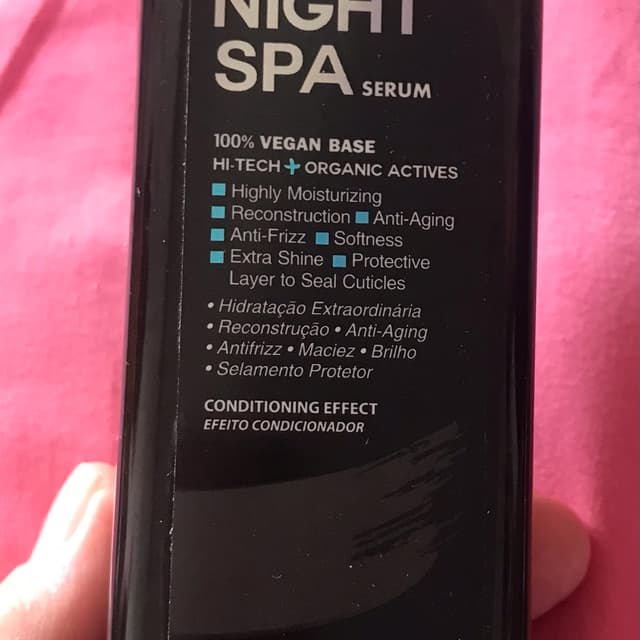 NIGHT
SPA SERUM
100% VEGAN BASE
HI-TECH + ORGANIC ACTIVES
■ Highly Moisturizing
■ Reconstruction ■ Anti-Aging
■ Anti-Frizz ■ Softness
■ Extra Shine ■ Protective
Layer to Seal Cuticles
• Hidratação Extraordinária
• Reconstrução • Anti-Aging
• Antifrizz • Maciez • Brilho
• Selamento Protetor
CONDITIONING EFFECT
EFEITO CONDICIONADOR